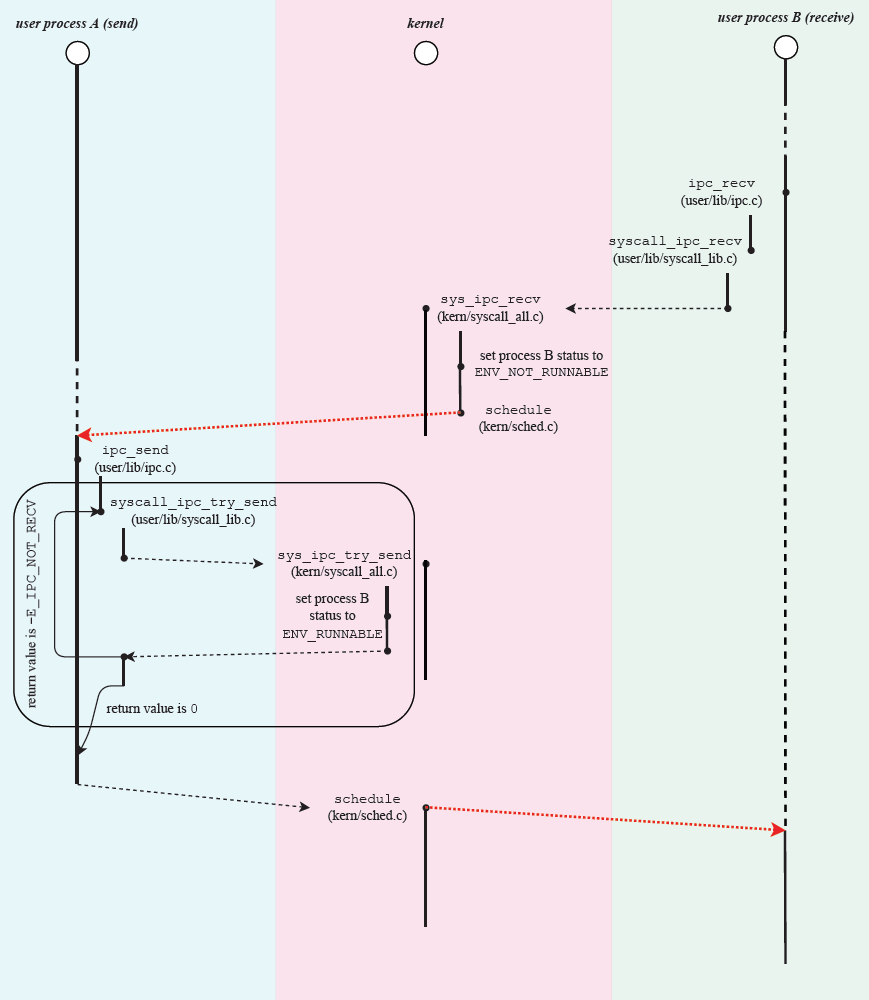 user process A (send)
kernel
user process B (receive)
ipc_recv
(user/lib/ipc.c)
syscall_ipc_recv
(user/lib/syscall_lib.c)
sys_ipc_recv
(kern/syscall_all.c)
set process B status to
ENV_NOT_RUNNABLE
schedule
(kern/sched.c)
ipc_send
(user/lib/ipc.c)
syscall_ipc_try_send
(user/lib/syscall_lib.c)
return value is -E_IPC_NOT_RECV
sys_ipc_try_send
(kern/syscall_all.c)
set process B
status to
ENV_RUNNABLE
return value is 0
schedule
(kern/sched.c)